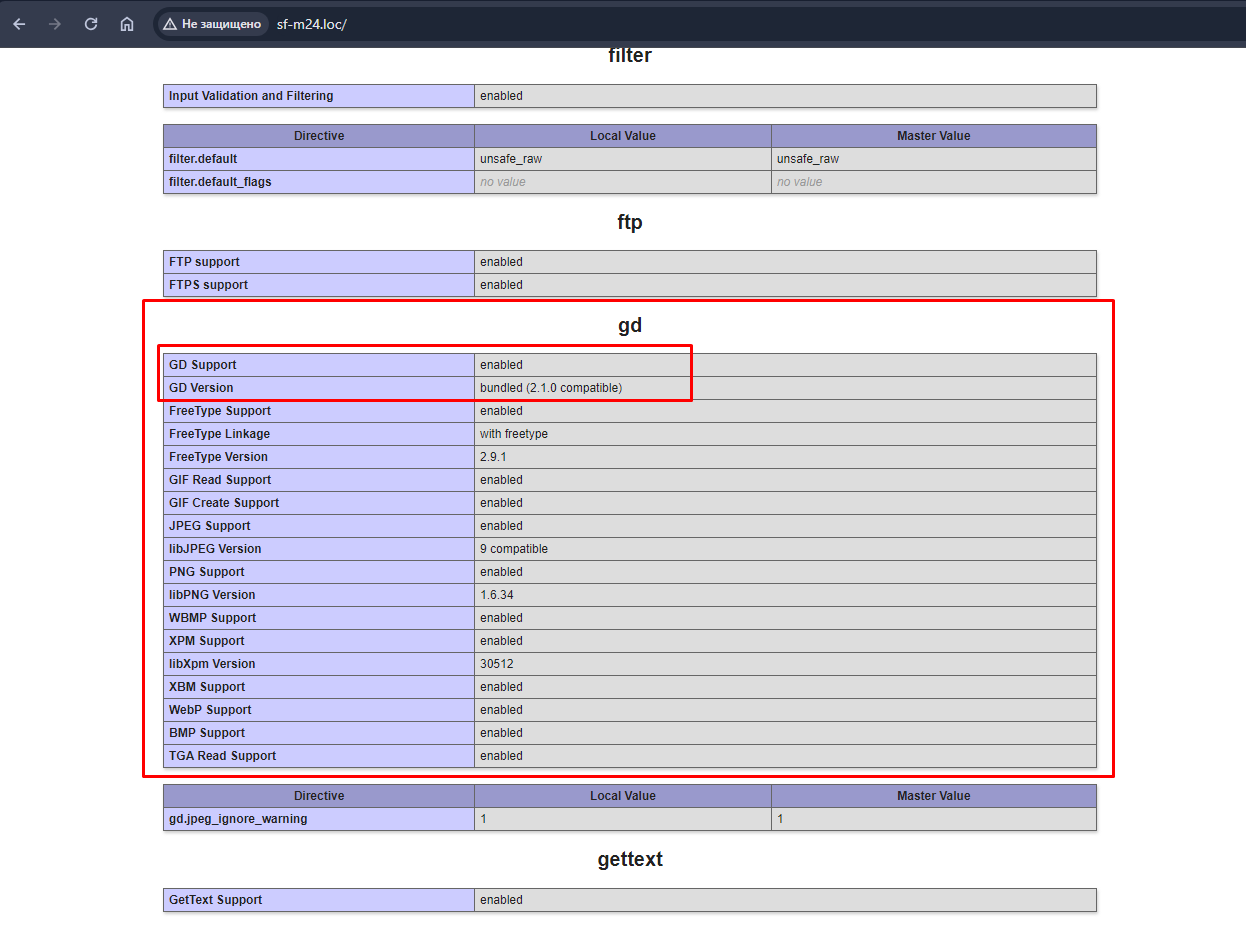 Не защищено sf-m24.loc/
filter
Input Validation and Filtering enabled
Directive Local Value Master Value
filter.default unsafe_raw unsafe_raw
filter.default_flags no value no value
ftp
FTP support enabled
FTPS support enabled
gd
GD Support enabled
GD Version bundled (2.1.0 compatible)
FreeType Support enabled
FreeType Linkage with freetype
FreeType Version 2.9.1
GIF Read Support enabled
GIF Create Support enabled
JPEG Support enabled
libJPEG Version 9 compatible
PNG Support enabled
libPNG Version 1.6.34
WBMP Support enabled
XPM Support enabled
libXpm Version 30512
XBM Support enabled
WebP Support enabled
BMP Support enabled
TGA Read Support enabled
Directive Local Value Master Value
gd.jpeg_ignore_warning 1 1
gettext
GetText Support enabled